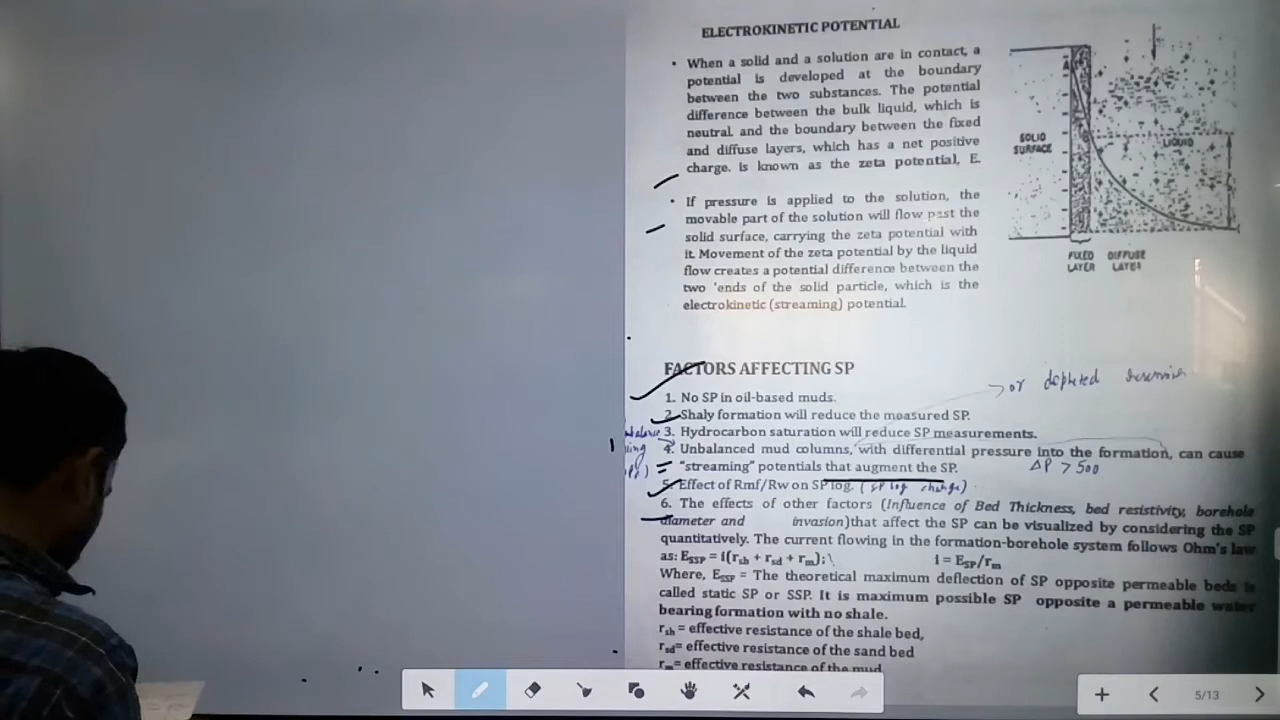 ELECTROKINETIC POTENTIAL
• When a solid and a solution are in contact, a
potential is developed at the boundary
between the two substances. The potential
difference between the bulk liquid, which is
neutral and the boundary between the fixed
and diffuse layers, which has a net positive
charge. is known as the zeta potential, E.
• If pressure is applied to the solution, the
movable part of the solution will flow past the
solid surface, carrying the zeta potential with
it. Movement of the zeta potential by the liquid
flow creates a potential difference between the
two 'ends of the solid particle, which is the
electrokinetic (streaming) potential.
SOLID
SURFACE
LIQUID
FIXED DIFFUSE
LAYER LAYER
FACTORS AFFECTING SP
or depleted
1. No SP in oil-based muds.
2. Shaly formation will reduce the measured SP.
3. Hydrocarbon saturation will reduce SP measurements.
4. Unbalanced mud columns, with differential pressure into the formation, can cause
"streaming" potentials that augment the SP.
ΔP > 500
5. Effect of Rmf/Rw on SP log. (SP log change)
6. The effects of other factors (Influence of Bed Thickness, bed resistivity, borehole
diameter and invasion)that affect the SP can be visualized by considering the SP
quantitatively. The current flowing in the formation-borehole system follows Ohm's law
as: ESSP = i(rsh + rsd + rm);\ i = ESP/rm
Where, ESSP = The theoretical maximum deflection of SP opposite permeable beds is
called static SP or SSP. It is maximum possible SP opposite a permeable water
bearing formation with no shale.
rsh = effective resistance of the shale bed,
rsd= effective resistance of the sand bed
rm= effective resistance of the mud
5/13